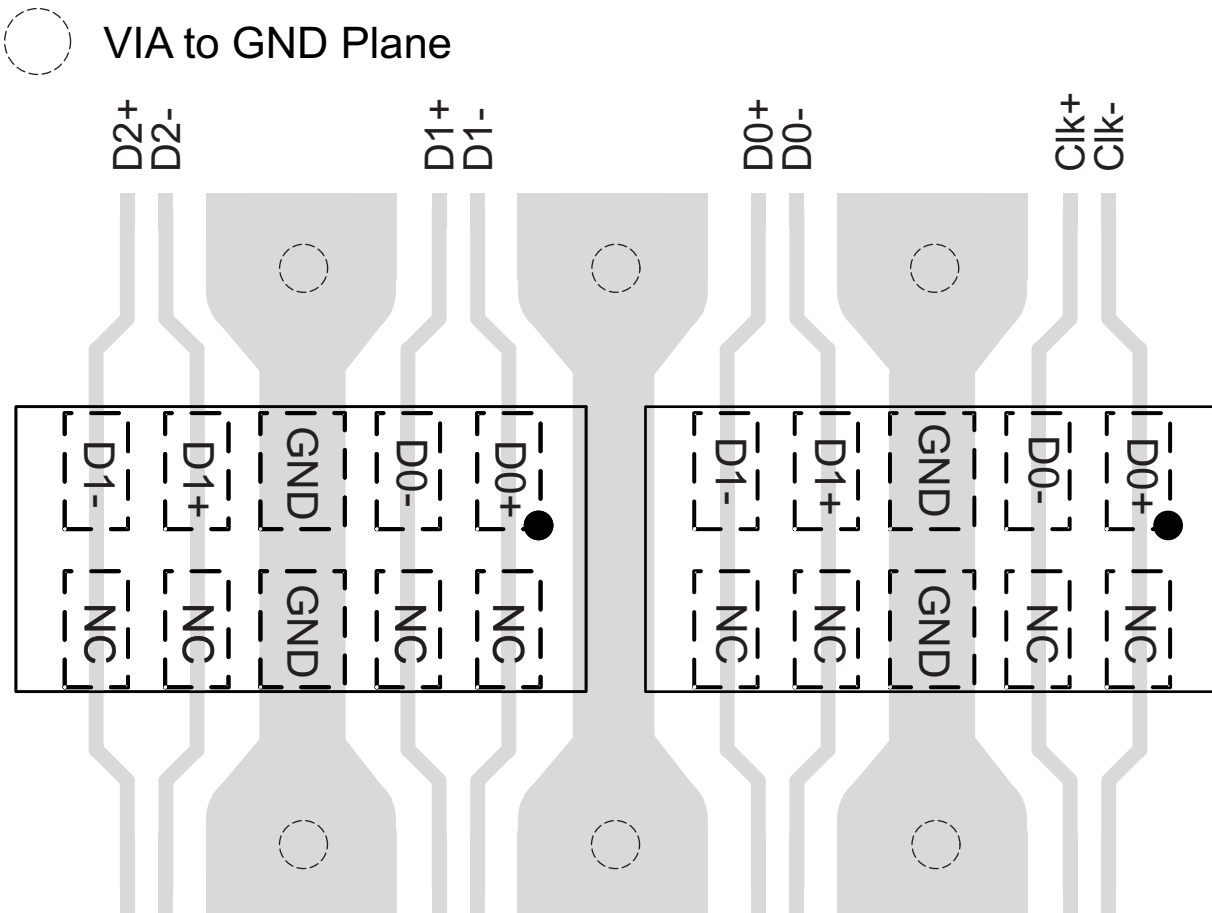 VIA to GND Plane
D2+
D2-
D1+
D1-
D0+
D0-
Clk+
Clk-
D1-
D1+
GND
D0-
D0+
D1-
D1+
GND
D0-
D0+
NC
NC
GND
NC
NC
NC
NC
GND
NC
NC